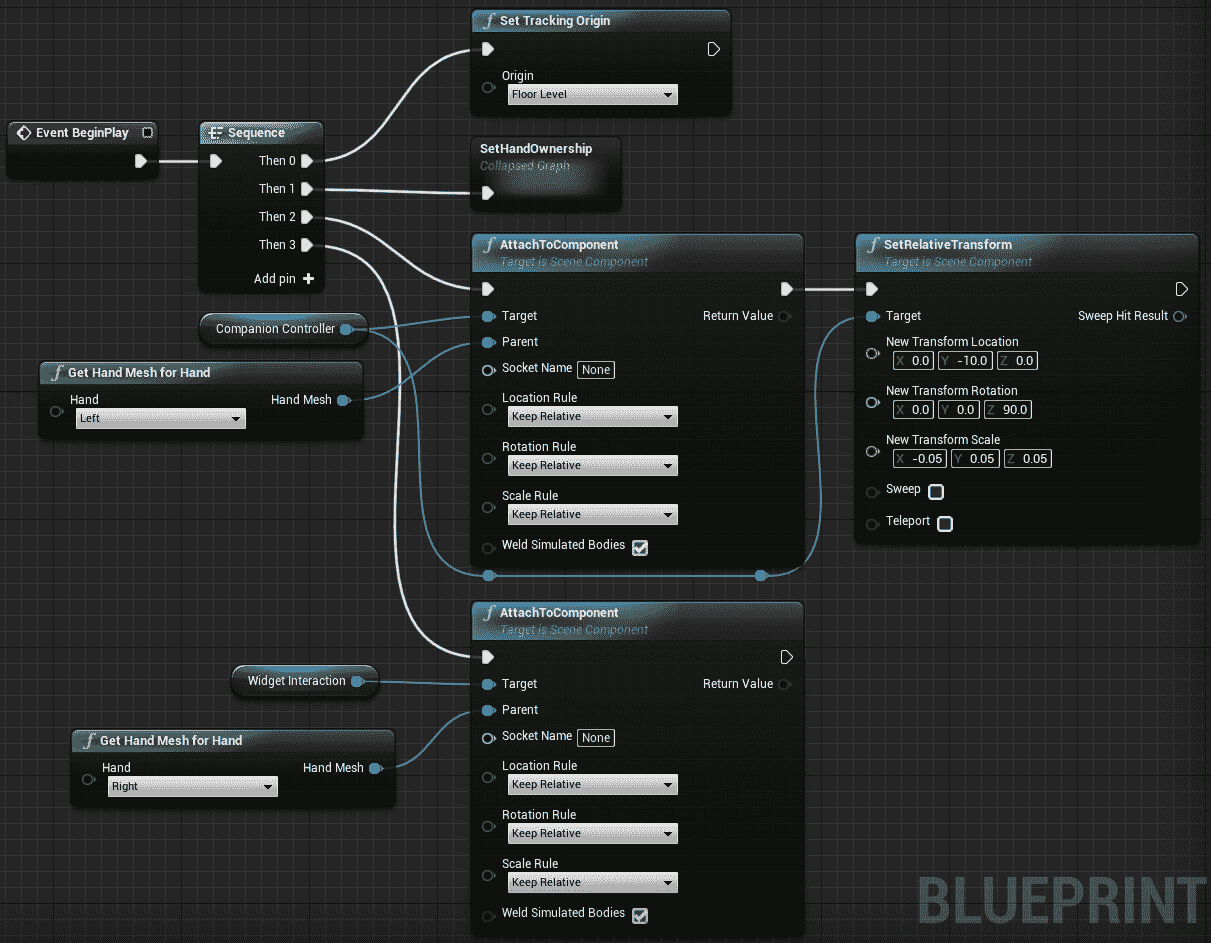 Set Tracking Origin
Origin
Floor Level
Event BeginPlay
Sequence
Then 0
Then 1
Then 2
Then 3
Add pin
SetHandOwnership
Collapsed Graph
Companion Controller
Get Hand Mesh for Hand
Hand
Hand Mesh
Left
AttachToComponent
Target is Scene Component
Target
Return Value
Parent
Socket Name None
Location Rule
Keep Relative
Rotation Rule
Keep Relative
Scale Rule
Keep Relative
Weld Simulated Bodies
SetRelativeTransform
Target is Scene Component
Target
Sweep Hit Result
New Transform Location
X 0.0 Y -10.0 Z 0.0
New Transform Rotation
X 0.0 Y 0.0 Z 90.0
New Transform Scale
X -0.05 Y 0.05 Z 0.05
Sweep
Teleport
Widget Interaction
Get Hand Mesh for Hand
Hand
Hand Mesh
Right
AttachToComponent
Target is Scene Component
Target
Return Value
Parent
Socket Name None
Location Rule
Keep Relative
Rotation Rule
Keep Relative
Scale Rule
Keep Relative
Weld Simulated Bodies
BLUEPRINT